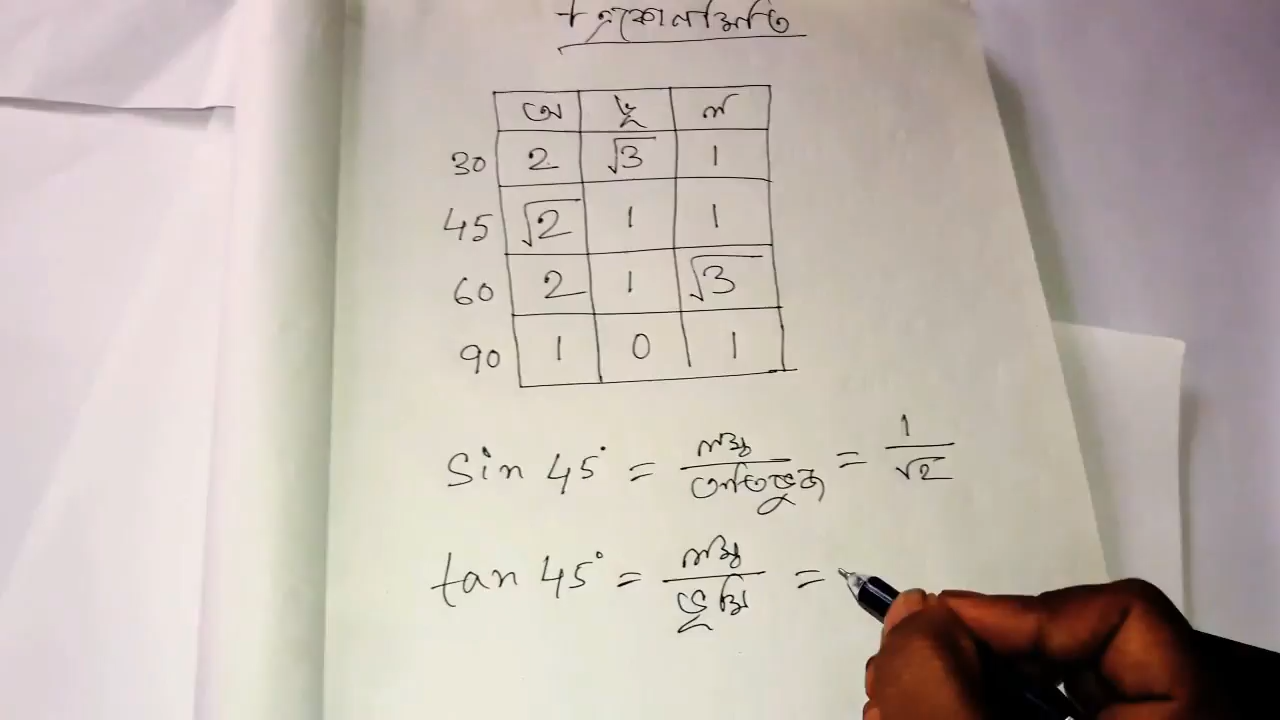 ত্রিকোনমিতি
অ ভূ ল
30 2 √3 1
45 √2 1 1
60 2 1 √3
90 1 0 1
Sin 45° = লম্ব/অতিভুজ = 1/√2
tan 45° = লম্ব/ভূমি =